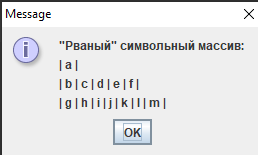 Message
"Рваный" символьный массив:
| a |
| b | c | d | e | f |
| g | h | i | j | k | l | m |
OK